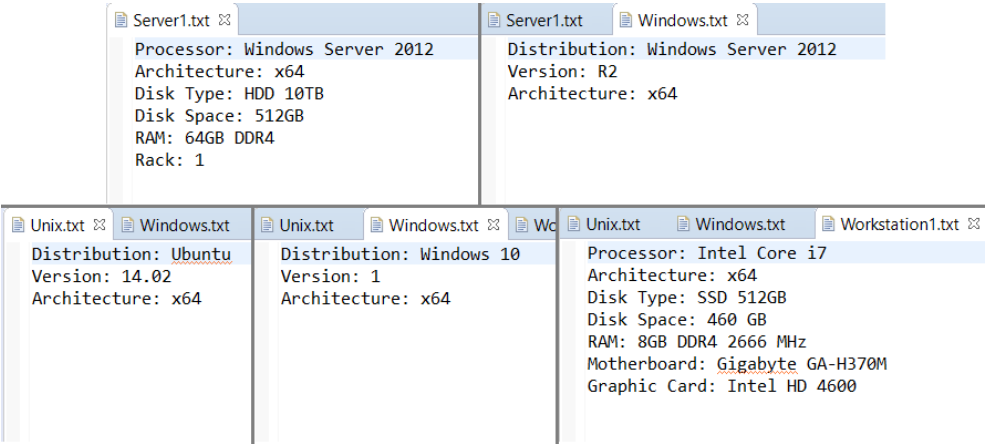 Server1.txt
Processor: Windows Server 2012
Architecture: x64
Disk Type: HDD 10TB
Disk Space: 512GB
RAM: 64GB DDR4
Rack: 1
Server1.txt Windows.txt
Distribution: Windows Server 2012
Version: R2
Architecture: x64
Unix.txt Windows.txt
Distribution: Ubuntu
Version: 14.02
Architecture: x64
Unix.txt Windows.txt Wo
Distribution: Windows 10
Version: 1
Architecture: x64
Unix.txt Windows.txt Workstation1.txt
Processor: Intel Core i7
Architecture: x64
Disk Type: SSD 512GB
Disk Space: 460 GB
RAM: 8GB DDR4 2666 MHz
Motherboard: Gigabyte GA-H370M
Graphic Card: Intel HD 4600